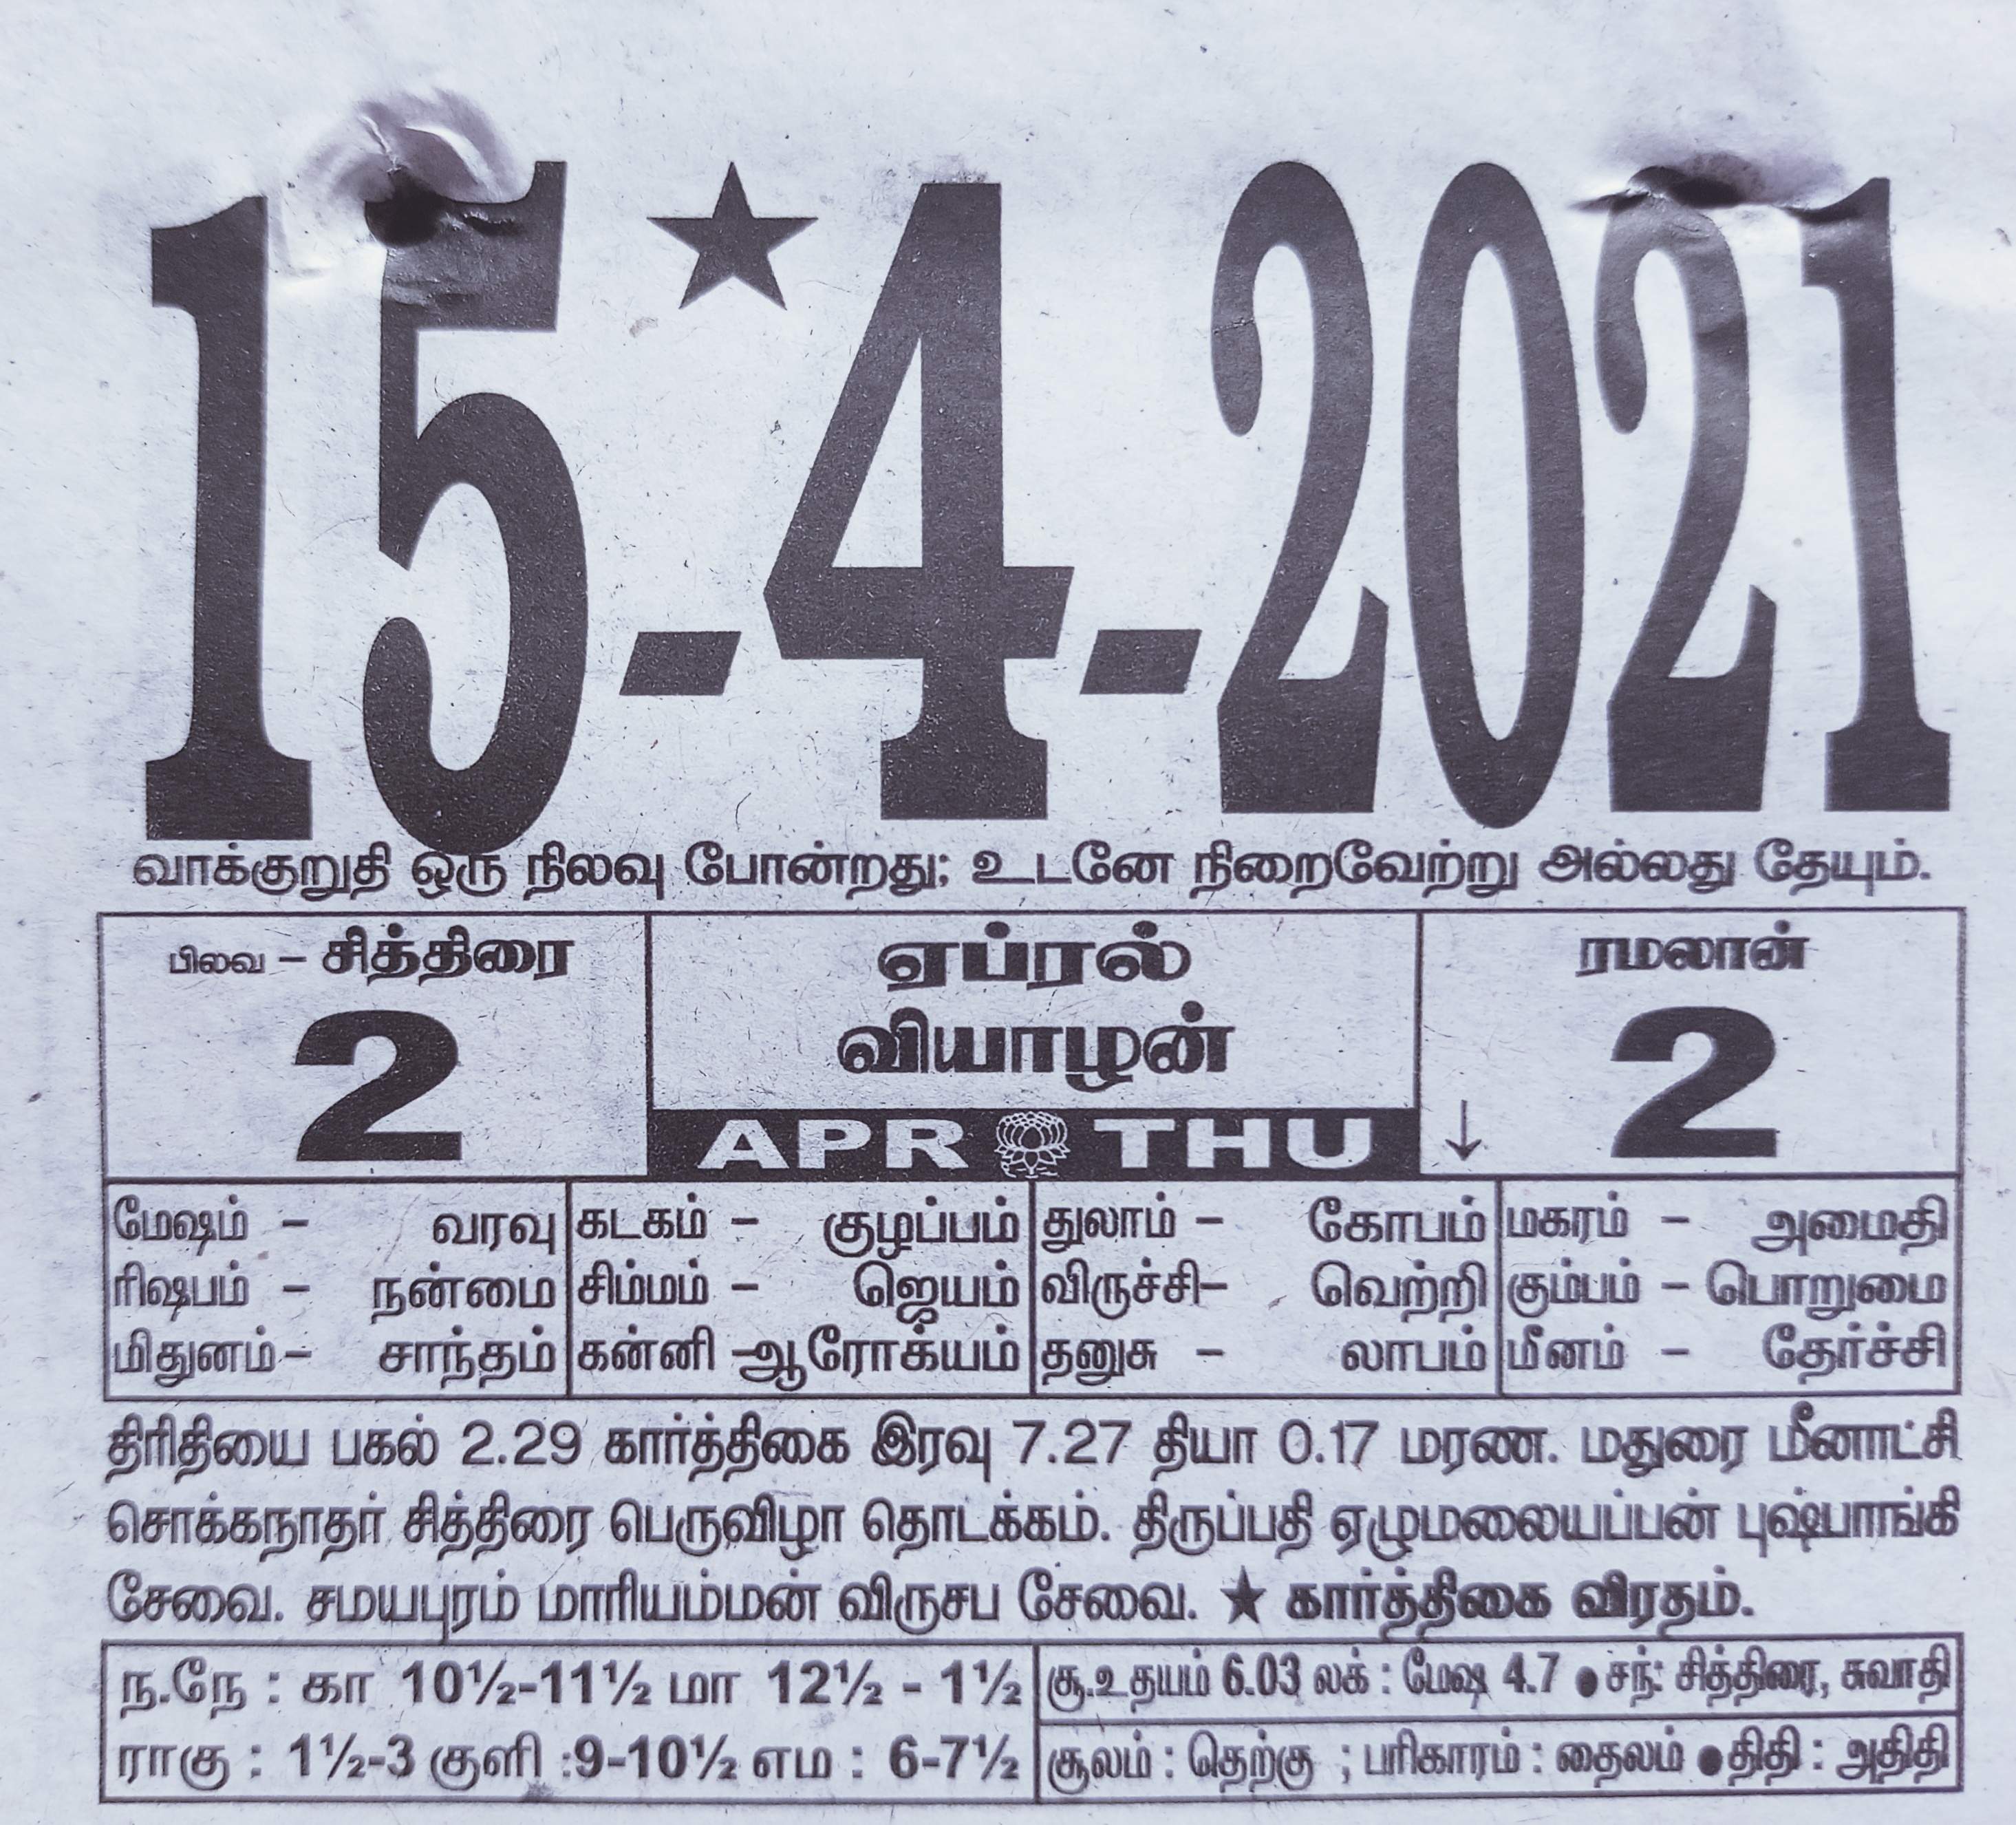 15★-4-2021
வாக்குறுதி ஒரு நிலவு போன்றது; உடனே நிறைவேற்று அல்லது தேயும்.
பிலவ – சித்திரை
2
ஏப்ரல்
வியாழன்
APR THU
ரமலான்
↓ 2
மேஷம் – வரவு
ரிஷபம் – நன்மை
மிதுனம் – சாந்தம்
கடகம் – குழப்பம்
சிம்மம் – ஜெயம்
கன்னி – ஆரோக்யம்
துலாம் – கோபம்
விருச்சி– வெற்றி
தனுசு – லாபம்
மகரம் – அமைதி
கும்பம் – பொறுமை
மீனம் – தேர்ச்சி
திரிதியை பகல் 2.29 கார்த்திகை இரவு 7.27 தியா 0.17 மரண. மதுரை மீனாட்சி
சொக்கநாதர் சித்திரை பெருவிழா தொடக்கம். திருப்பதி ஏழுமலையப்பன் புஷ்பாங்கி
சேவை. சமயபுரம் மாரியம்மன் விருசப சேவை. ★ கார்த்திகை விரதம்.
ந.நே : கா 10½-11½ மா 12½ - 1½
ராகு : 1½-3 குளி :9-10½ எம : 6-7½
சூ.உதயம் 6.03 லக் : மேஷ 4.7 ● சந்: சித்திரை, சுவாதி
சூலம் : தெற்கு ; பரிகாரம் : தைலம் ● திதி : அதிதி